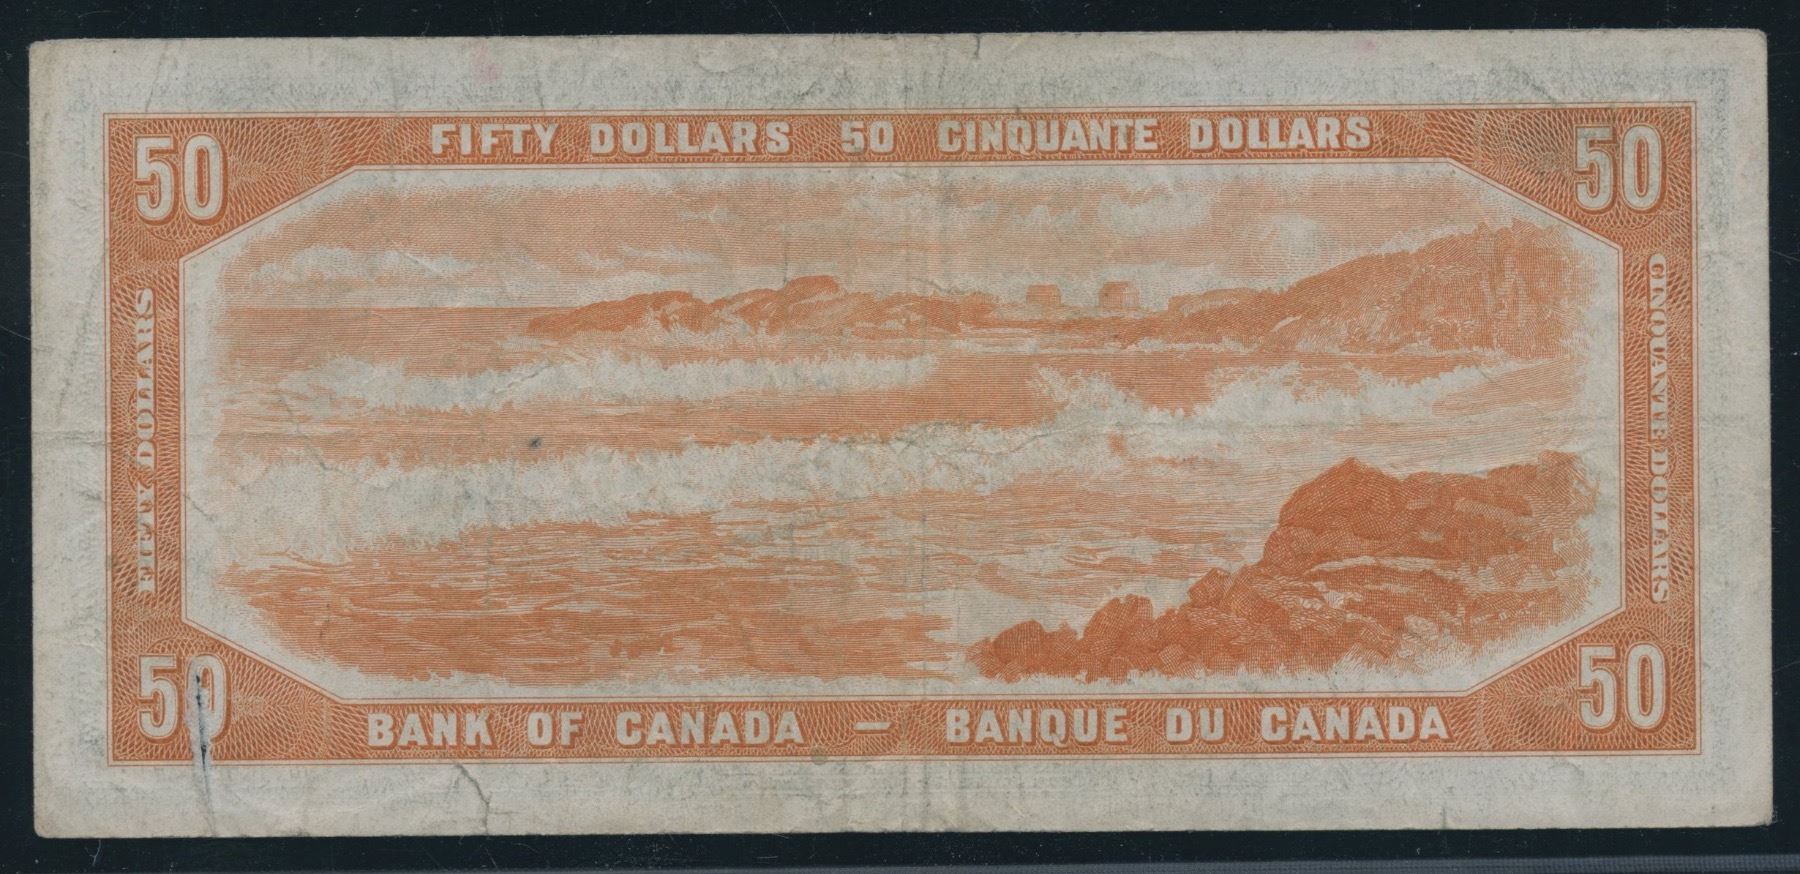 50 FIFTY DOLLARS 50 CINQUANTE DOLLARS 50
FIFTY DOLLARS
CINQUANTE DOLLARS
50 BANK OF CANADA — BANQUE DU CANADA 50